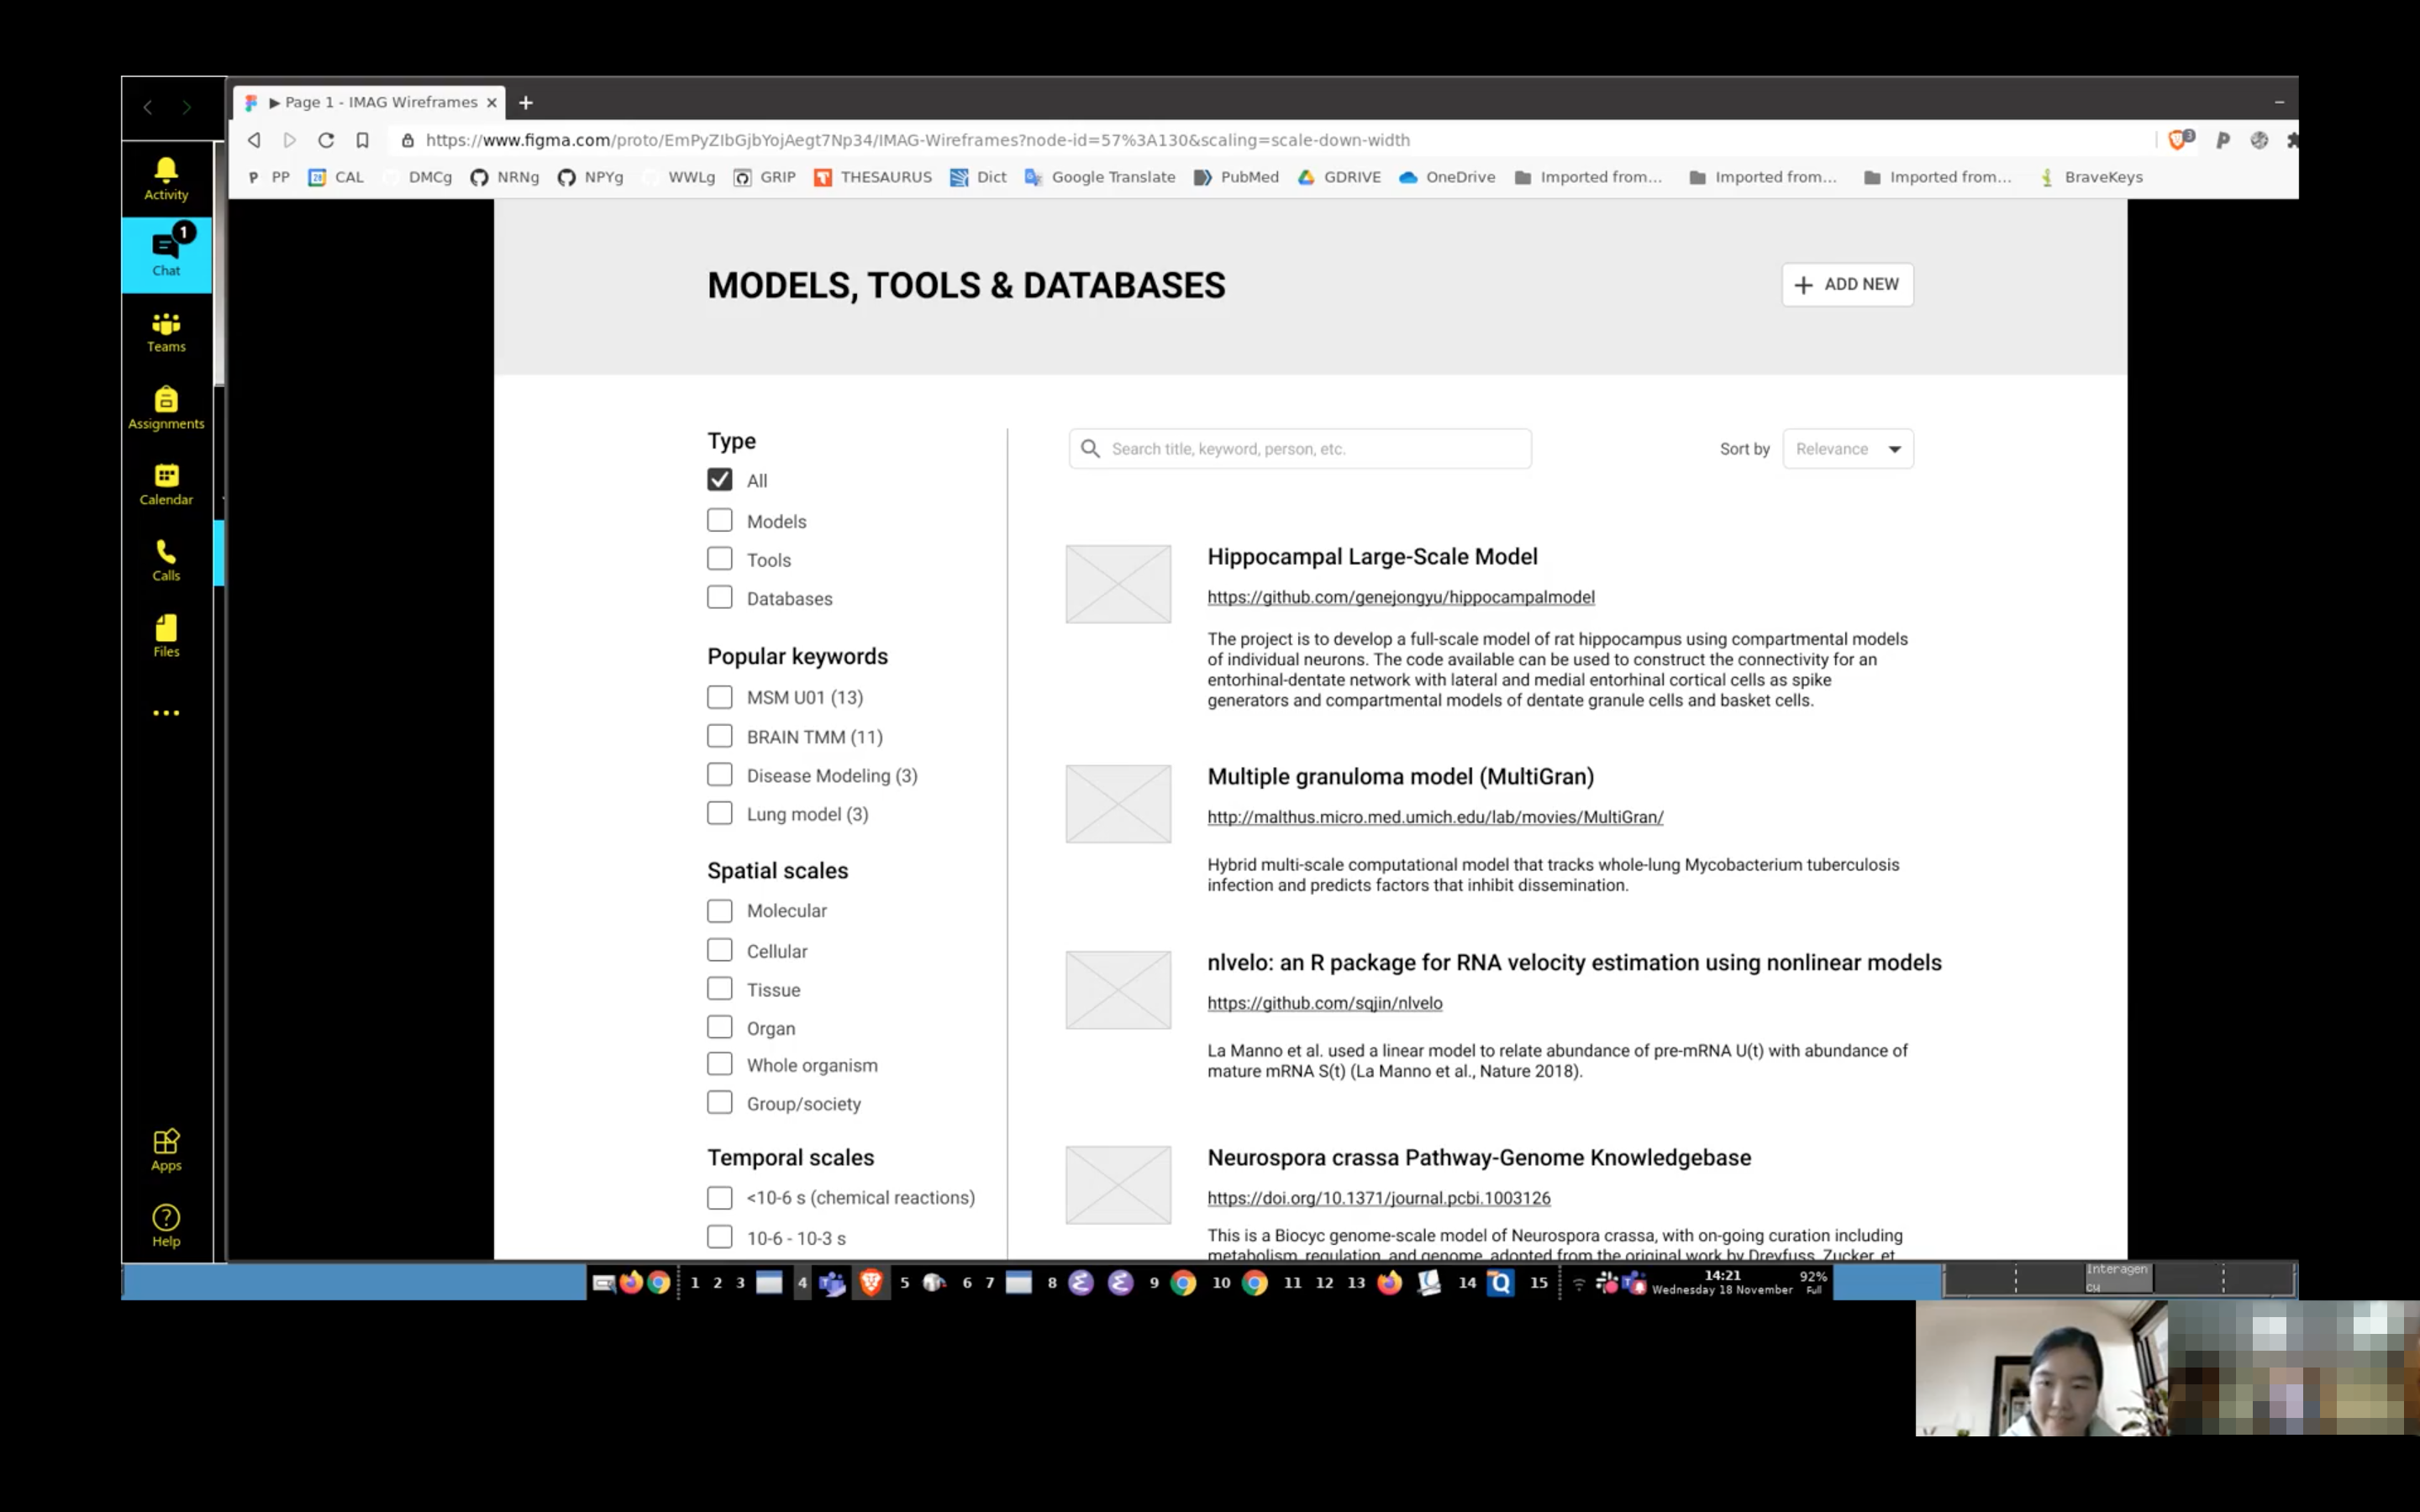 ▶ Page 1 - IMAG Wireframes
https://www.figma.com/proto/EmPyZIbGjbYojAegt7Np34/IMAG-Wireframes?node-id=57%3A130&scaling=scale-down-width
3
PP CAL DMCg NRNg NPYg WWLg GRIP THESAURUS Dict Google Translate PubMed GDRIVE OneDrive Imported from... Imported from... Imported from... BraveKeys
Activity
1
Chat
Teams
Assignments
Calendar
Calls
Files
Apps
Help
MODELS, TOOLS & DATABASES
ADD NEW
Type
All
Models
Tools
Databases
Popular keywords
MSM U01 (13)
BRAIN TMM (11)
Disease Modeling (3)
Lung model (3)
Spatial scales
Molecular
Cellular
Tissue
Organ
Whole organism
Group/society
Temporal scales
<10-6 s (chemical reactions)
10-6 - 10-3 s
Search title, keyword, person, etc.
Sort by Relevance
Hippocampal Large-Scale Model
https://github.com/genejongyu/hippocampalmodel
The project is to develop a full-scale model of rat hippocampus using compartmental models
of individual neurons. The code available can be used to construct the connectivity for an
entorhinal-dentate network with lateral and medial entorhinal cortical cells as spike
generators and compartmental models of dentate granule cells and basket cells.
Multiple granuloma model (MultiGran)
http://malthus.micro.med.umich.edu/lab/movies/MultiGran/
Hybrid multi-scale computational model that tracks whole-lung Mycobacterium tuberculosis
infection and predicts factors that inhibit dissemination.
nlvelo: an R package for RNA velocity estimation using nonlinear models
https://github.com/sqjin/nlvelo
La Manno et al. used a linear model to relate abundance of pre-mRNA U(t) with abundance of
mature mRNA S(t) (La Manno et al., Nature 2018).
Neurospora crassa Pathway-Genome Knowledgebase
https://doi.org/10.1371/journal.pcbi.1003126
This is a Biocyc genome-scale model of Neurospora crassa, with on-going curation including
metabolism, regulation, and genome, adopted from the original work by Dreyfuss, Zucker, et
1 2 3 4 5 6 7 8 9 10 11 12 13 14 15
14:21
Wednesday 18 November
92%
Full
Interagen